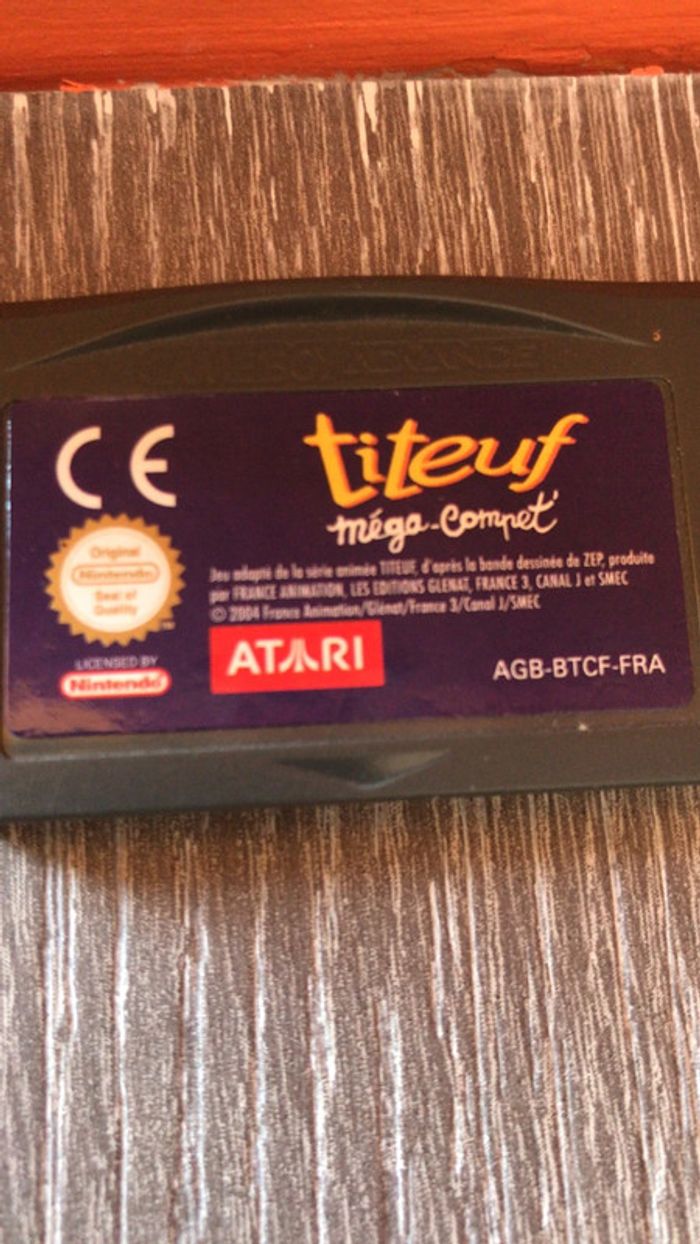 GAME BOY ADVANCE
CE
titeuf
méga-compet'
Original
Nintendo
Seal of
Quality
TM
Jeu adapté de la série animée TITEUF, d'après la bande dessinée de ZEP, produite
par FRANCE ANIMATION, LES EDITIONS GLENAT, FRANCE 3, CANAL J et SMEC
© 2004 France Animation/Glénat/France 3/Canal J/SMEC
LICENSED BY
Nintendo
ATARI
AGB-BTCF-FRA